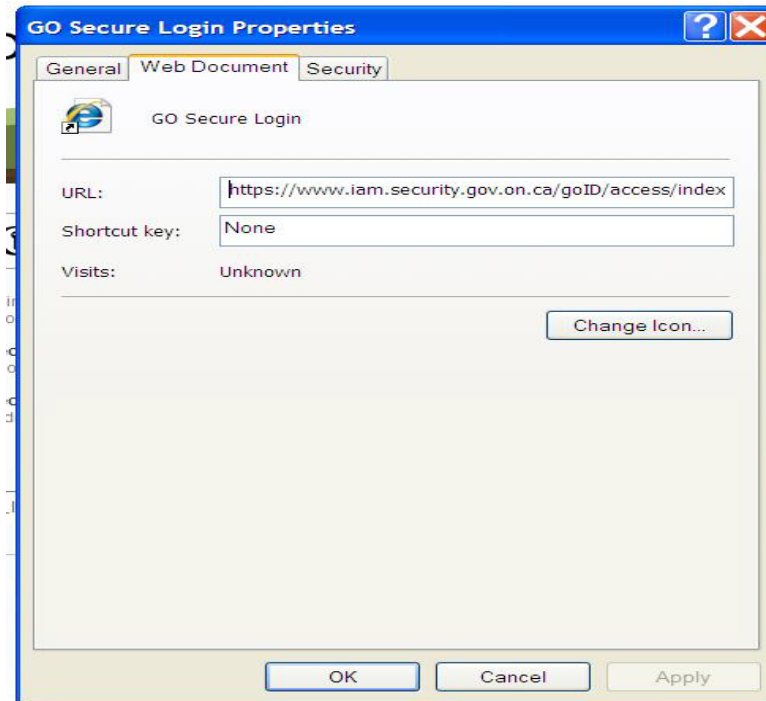 GO Secure Login Properties
General Web Document Security
GO Secure Login
URL: https://www.iam.security.gov.on.ca/goID/access/index
Shortcut key: None
Visits: Unknown
Change Icon...
OK Cancel Apply